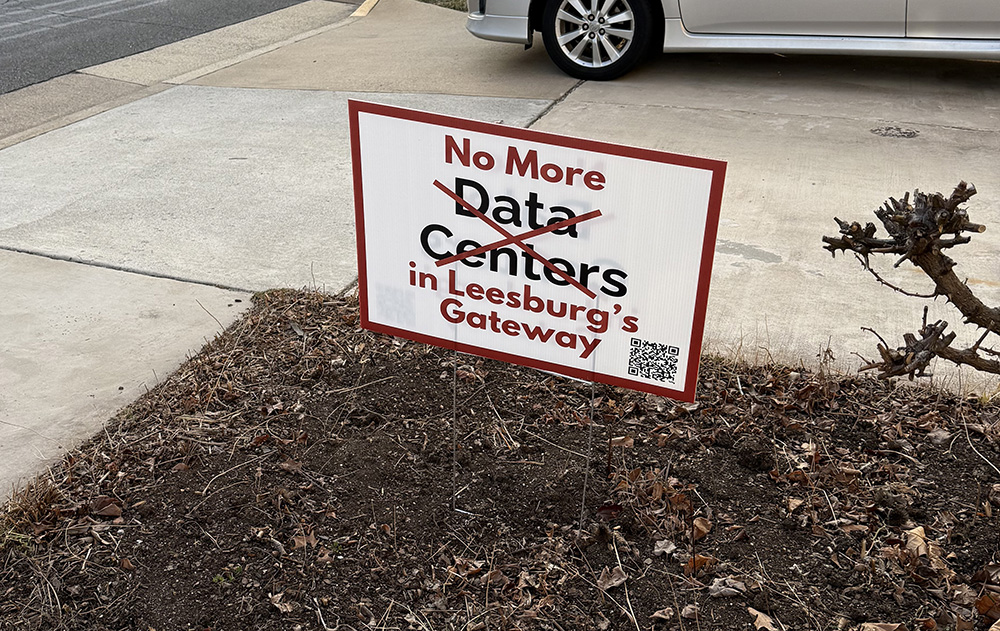 No More
Data
Centers
in Leesburg's
Gateway